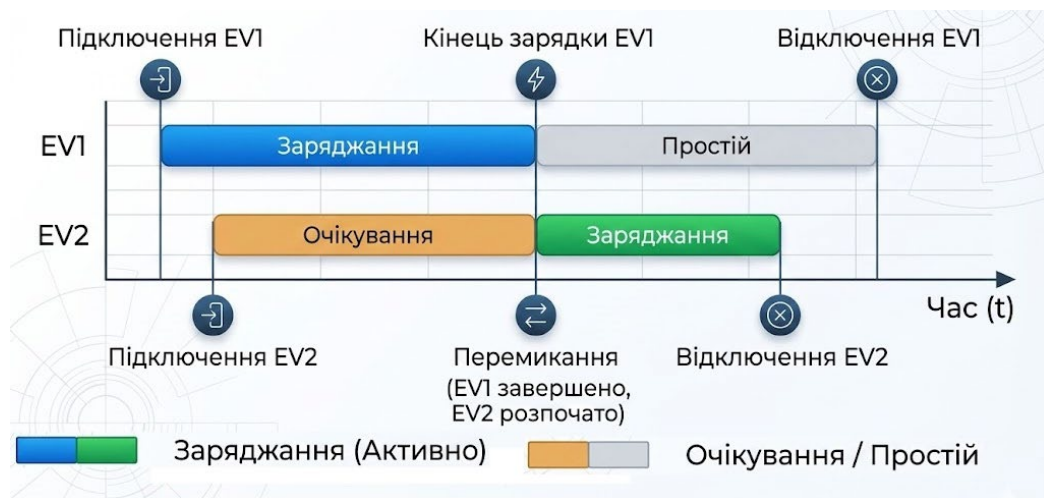 Підключення EV1
Кінець зарядки EV1
Відключення EV1
EV1
Заряджання
Простій
EV2
Очікування
Заряджання
Час (t)
Підключення EV2
Перемикання
(EV1 завершено,
EV2 розпочато)
Відключення EV2
Заряджання (Активно)
Очікування / Простій